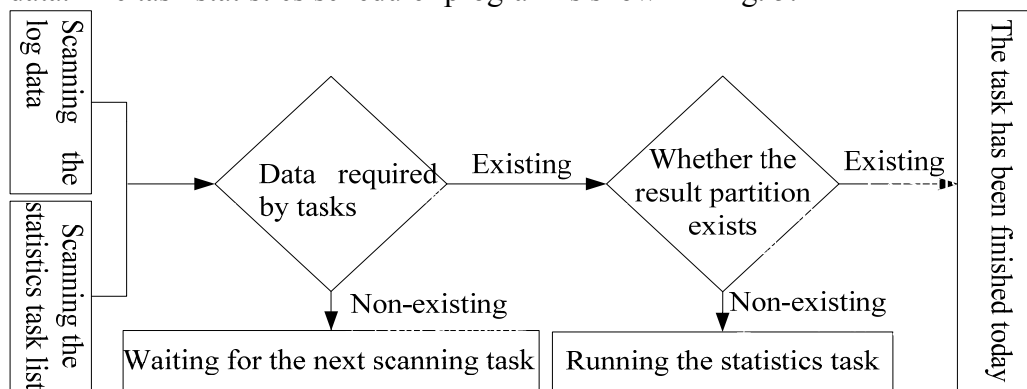 Scanning the
log data
Scanning the
statistics task list
Data required
by tasks
Existing
Whether the
result partition
exists
Existing
The task has been finished today
Non-existing
Non-existing
Waiting for the next scanning task
Running the statistics task